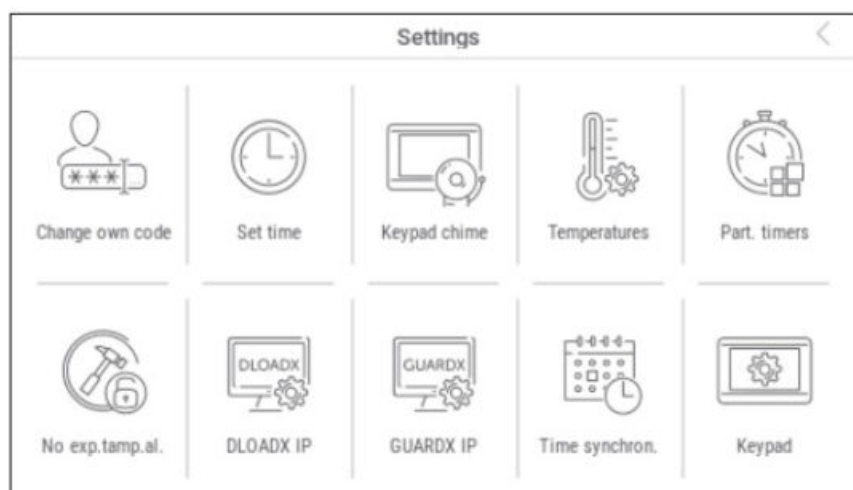 Settings
***
Change own code
Set time
Keypad chime
Temperatures
Part. timers
DLOADX
GUARDX
No exp.tamp.al.
DLOADX IP
GUARDX IP
Time synchron.
Keypad